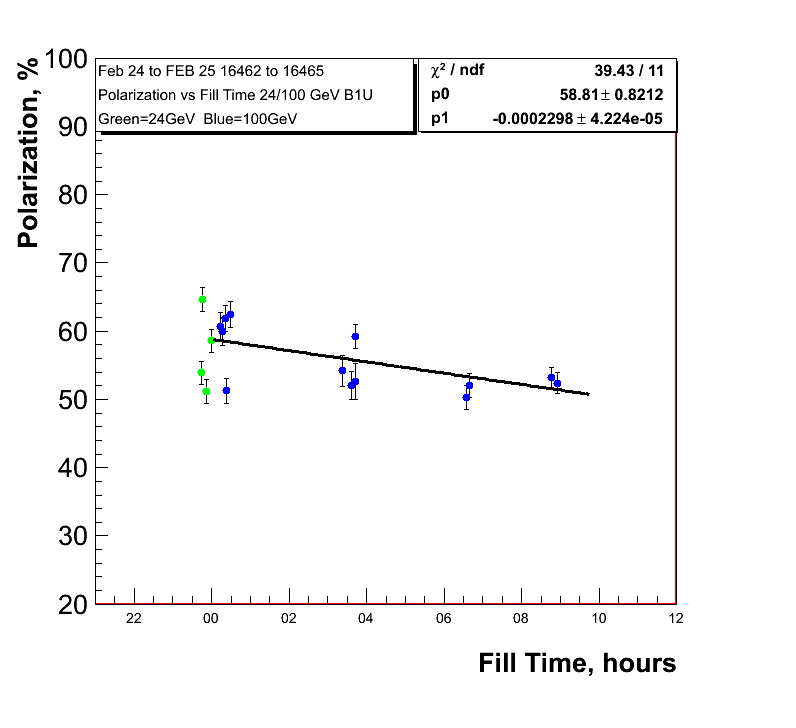 Feb 24 to FEB 25 16462 to 16465
Polarization vs Fill Time 24/100 GeV B1U
Green=24GeV  Blue=100GeV
χ² / ndf 39.43 / 11
p0 58.81 ± 0.8212
p1 -0.0002298 ± 4.224e-05
Polarization, %
100
90
80
70
60
50
40
30
20
22 00 02 04 06 08 10 12
Fill Time, hours